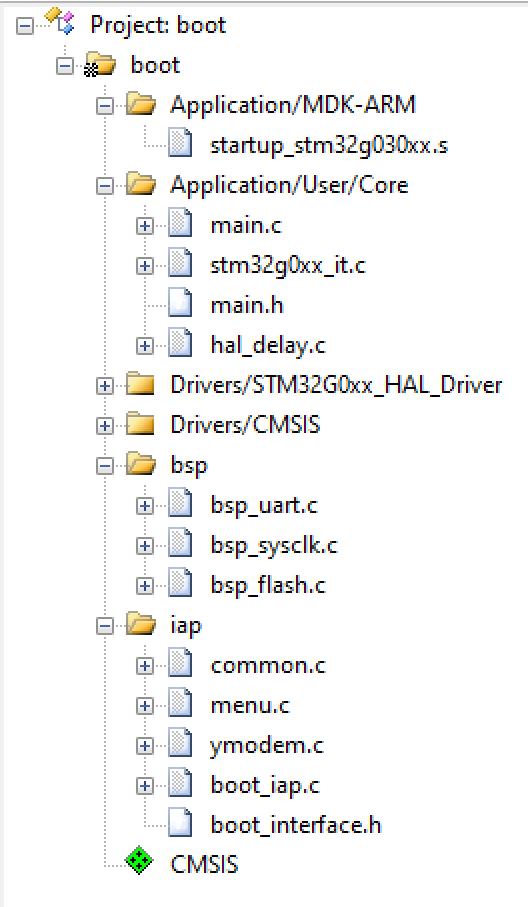 Project: boot
boot
Application/MDK-ARM
startup_stm32g030xx.s
Application/User/Core
main.c
stm32g0xx_it.c
main.h
hal_delay.c
Drivers/STM32G0xx_HAL_Driver
Drivers/CMSIS
bsp
bsp_uart.c
bsp_sysclk.c
bsp_flash.c
iap
common.c
menu.c
ymodem.c
boot_iap.c
boot_interface.h
CMSIS